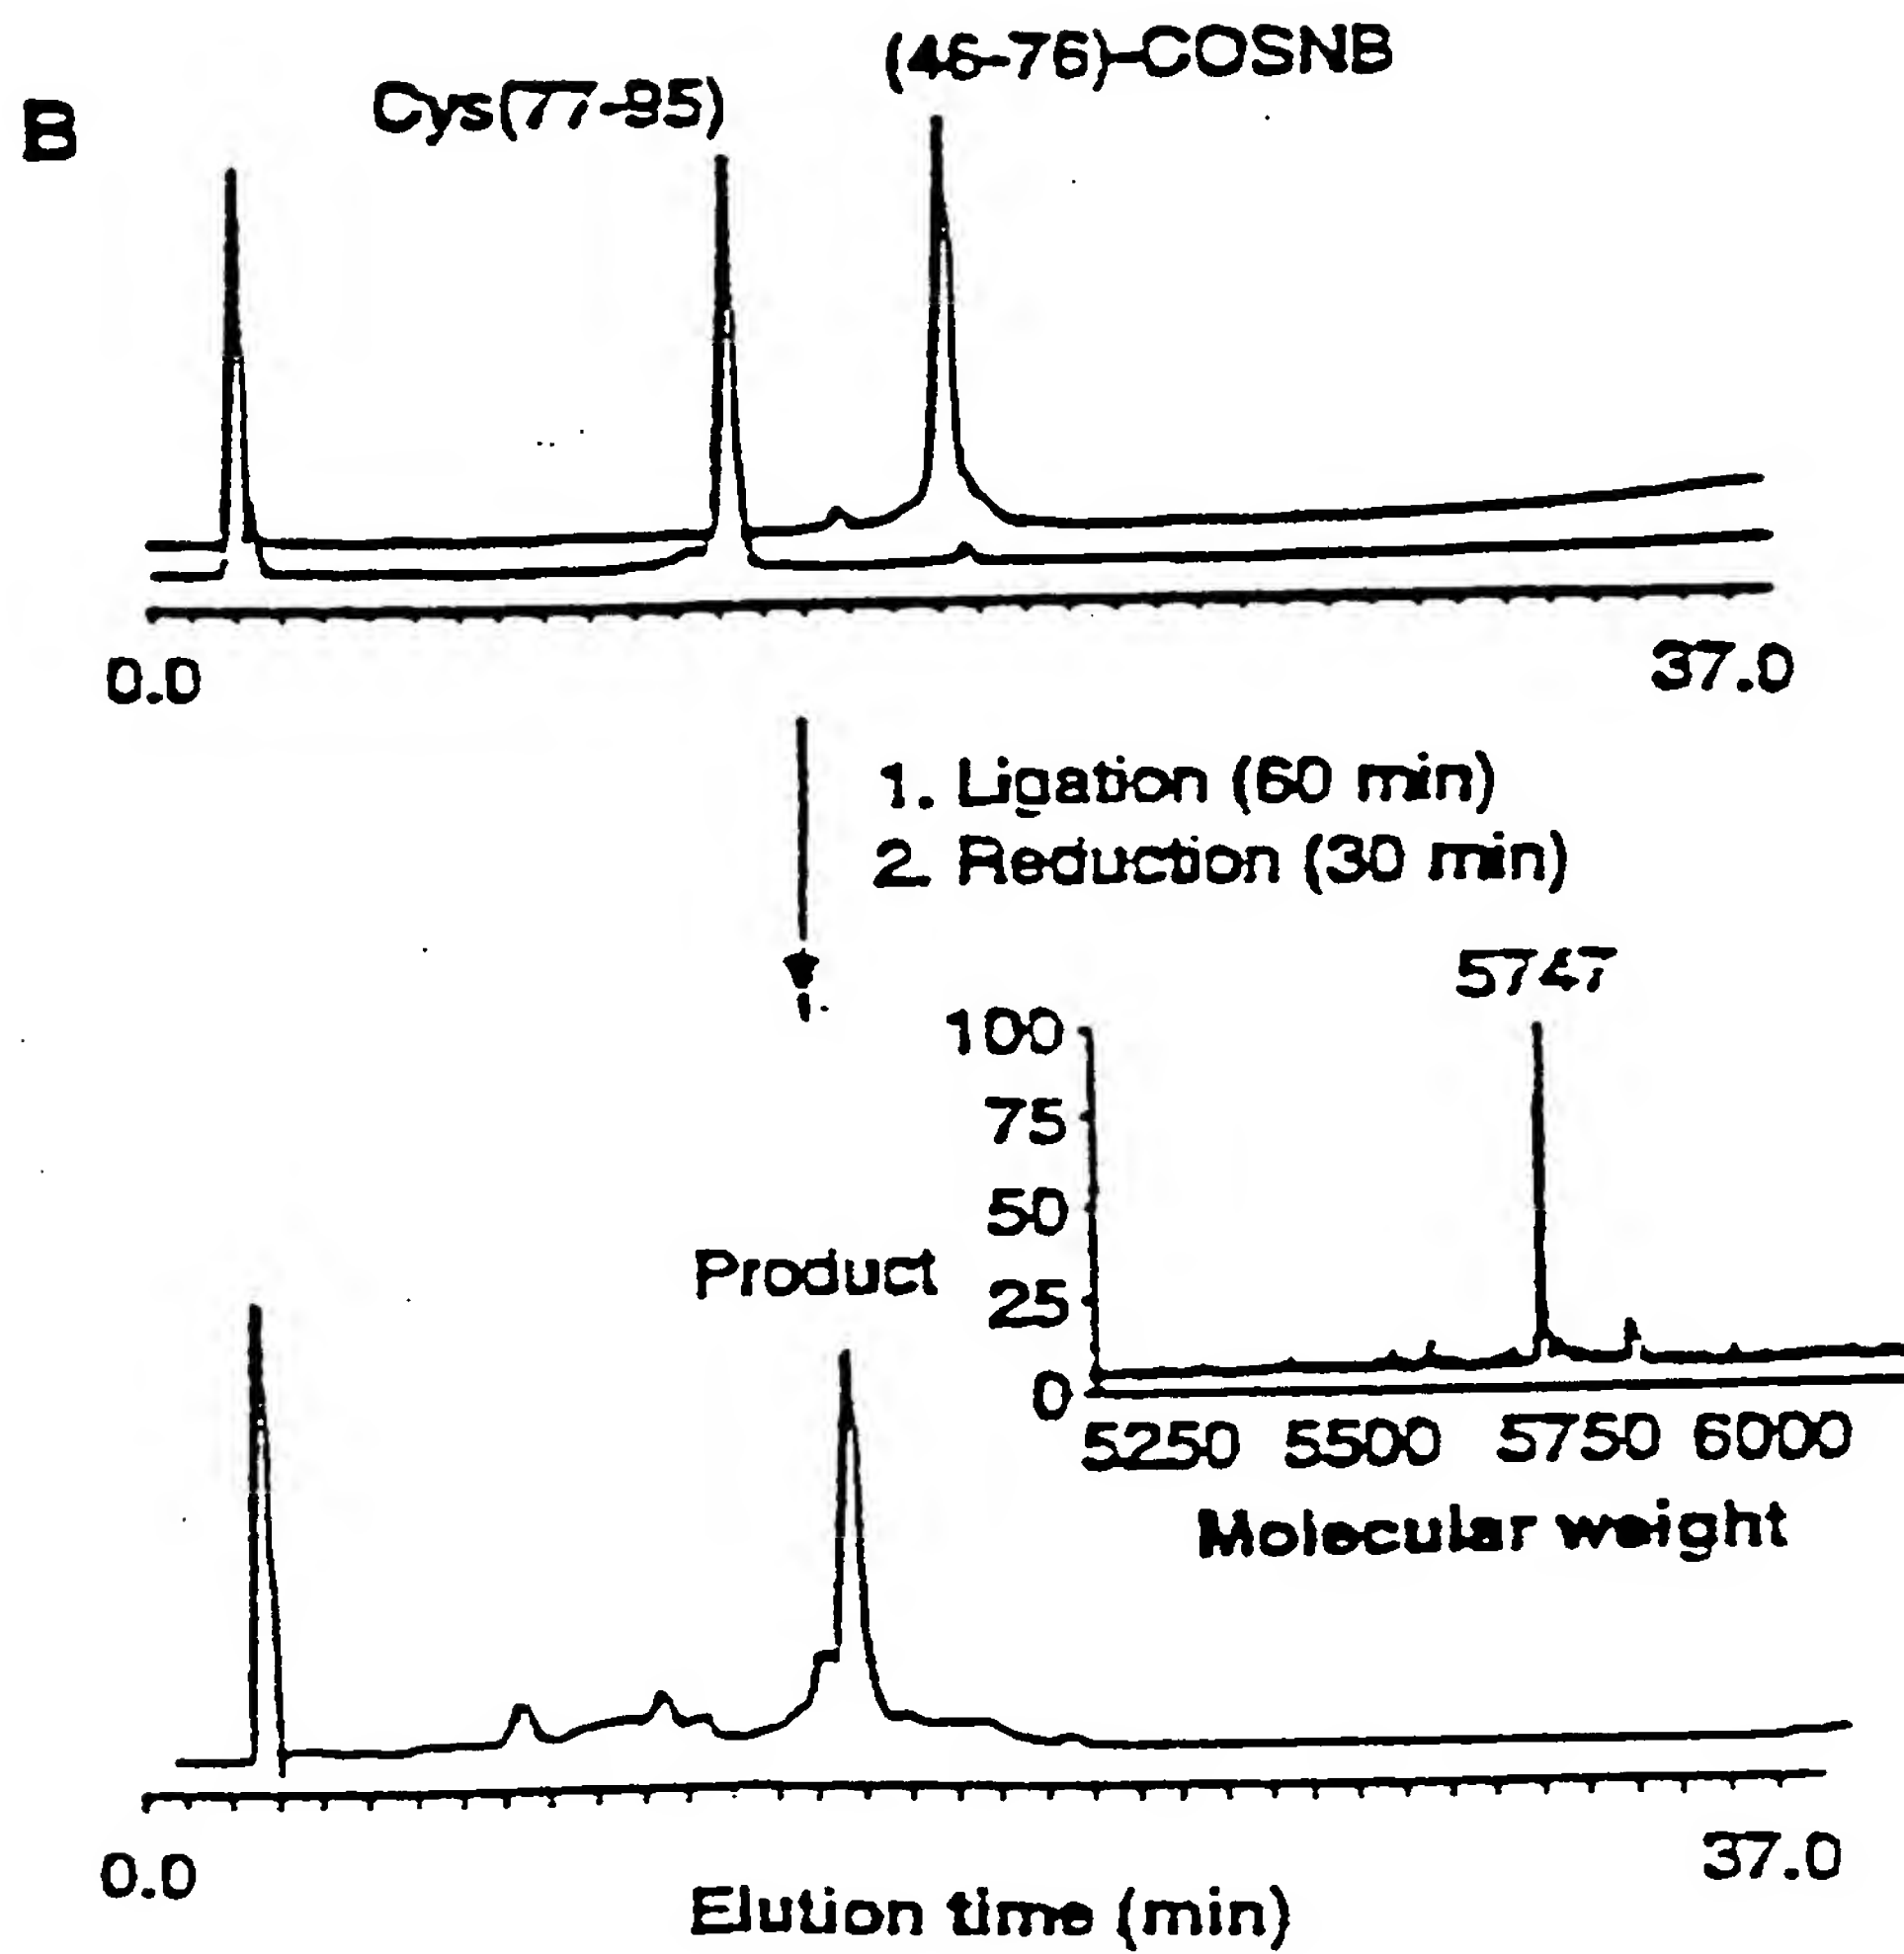 B
Cys(77-95)
(46-76)-COSNB
0.0
37.0
1. Ligation (60 min)
2. Reduction (30 min)
5747
100
75
50
25
0
5250 5500 5750 6000
Molecular weight
Product
0.0
37.0
Elution time (min)